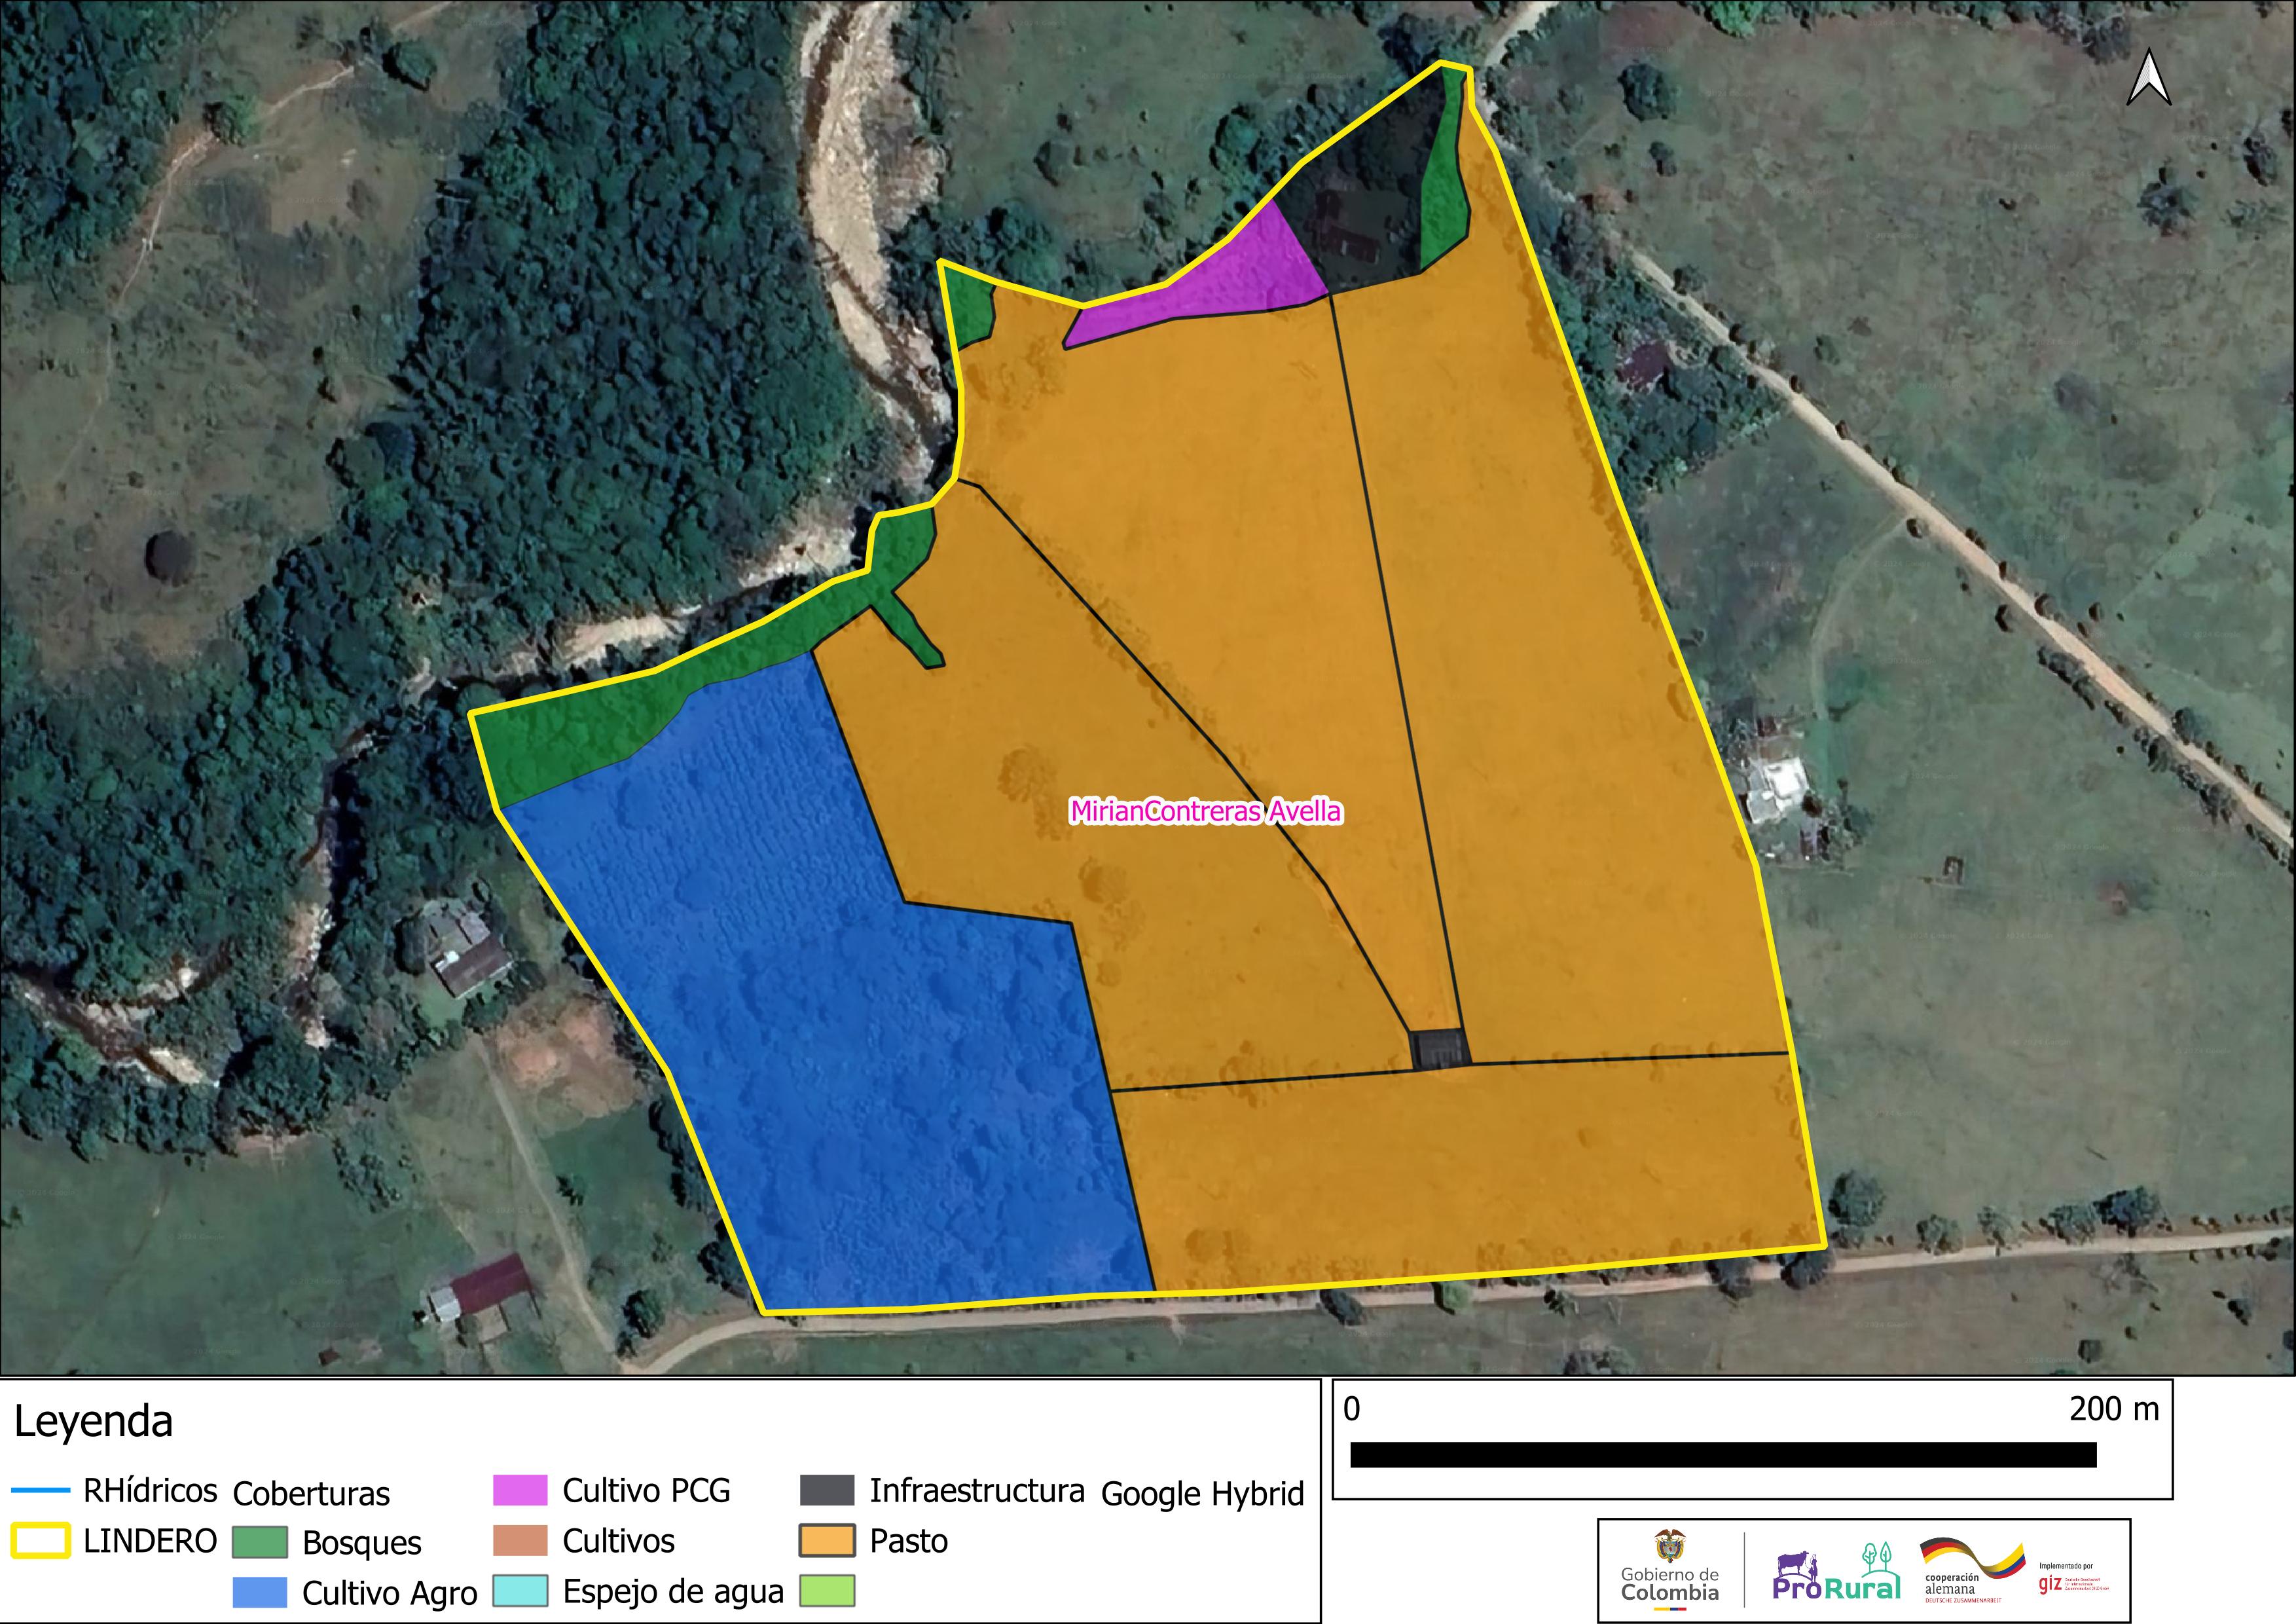 MirianContreras Avella
Leyenda
RHídricos
LINDERO
Coberturas
Bosques
Cultivo Agro
Cultivo PCG
Cultivos
Espejo de agua
Infraestructura
Pasto
Google Hybrid
0 200 m
Gobierno de
Colombia
ProRural
cooperación
alemana
DEUTSCHE ZUSAMMENARBEIT
Implementado por
giz